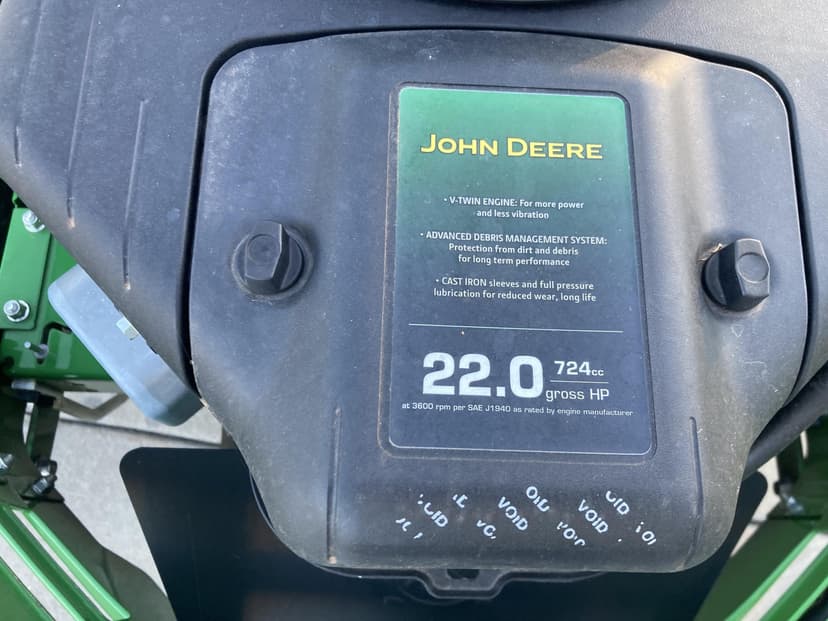 JOHN DEERE
• V-TWIN ENGINE: For more power
and less vibration
• ADVANCED DEBRIS MANAGEMENT SYSTEM:
Protection from dirt and debris
for long term performance
• CAST IRON sleeves and full pressure
lubrication for reduced wear, long life
22.0 724cc
gross HP
at 3600 rpm per SAE J1940 as rated by engine manufacturer
VOID VOID